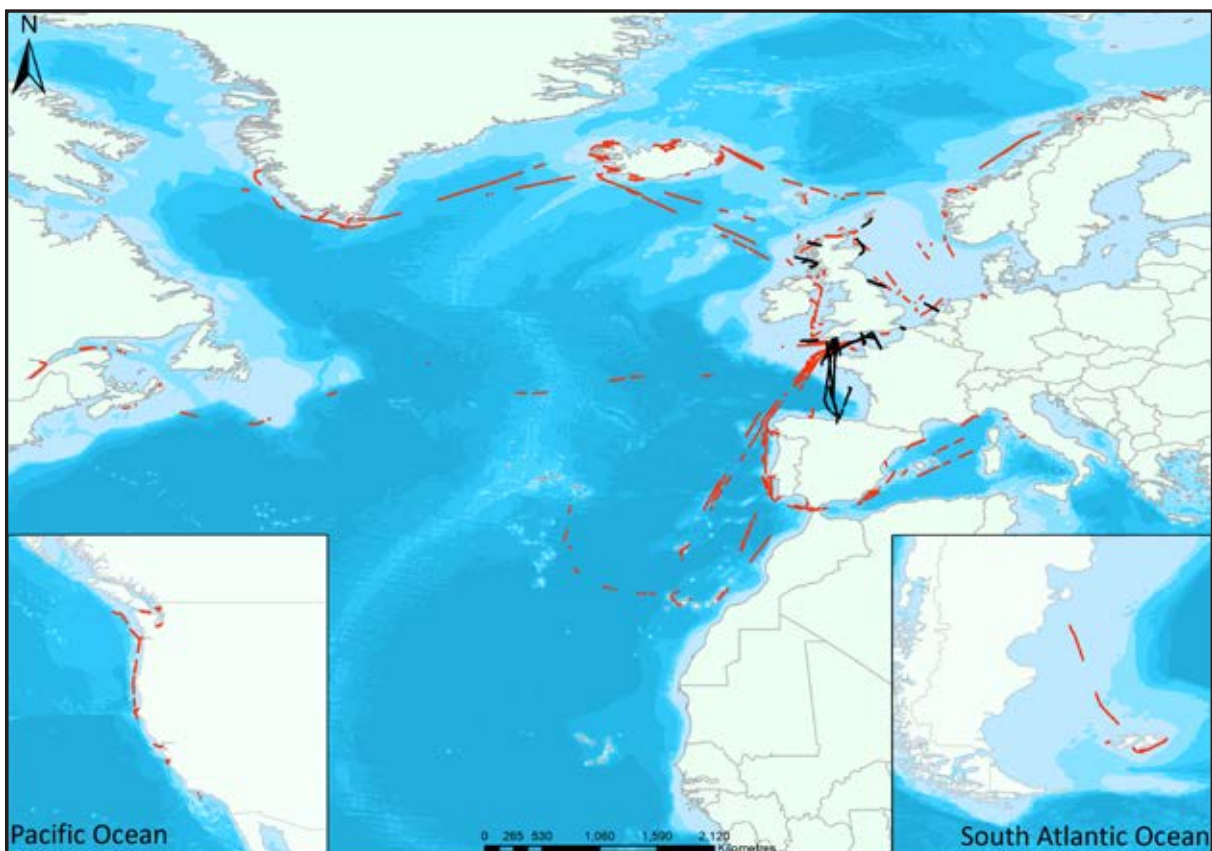 N
Pacific Ocean
0 265 530 1,060 1,590 2,120
Kilometres
South Atlantic Ocean